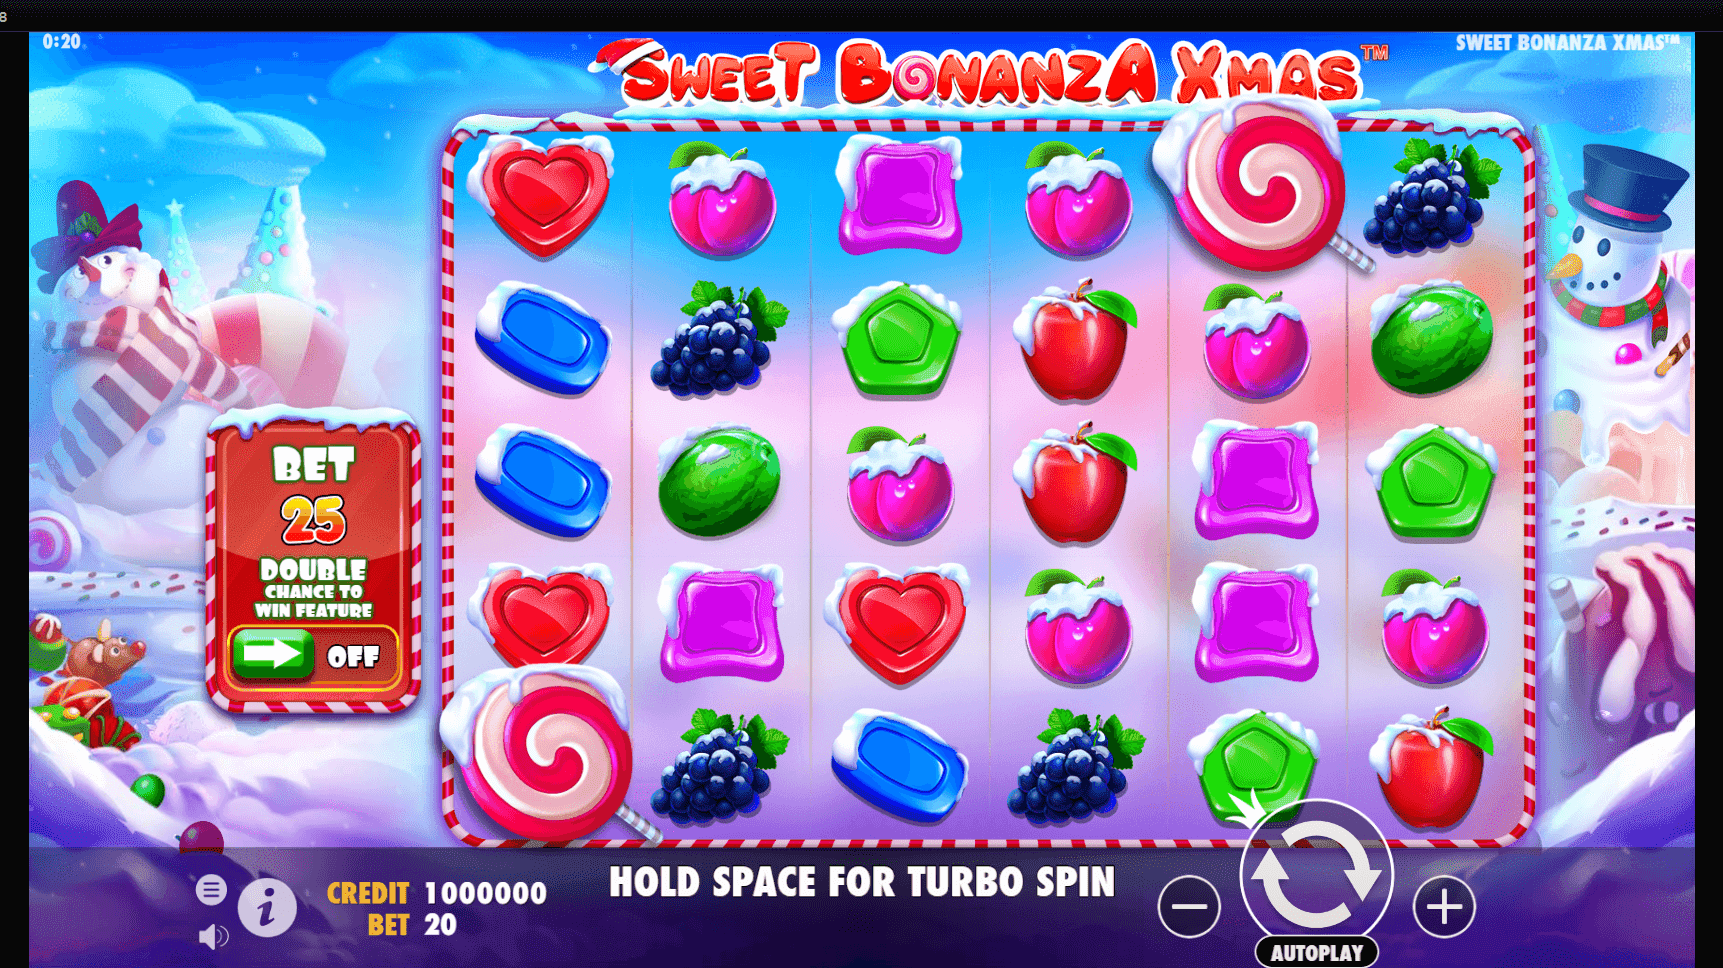 8
0:20
SWEET BONANZA XMAS™
SWEET BONANZA XMAS™
BET
25
DOUBLE
CHANCE TO
WIN FEATURE
OFF
HOLD SPACE FOR TURBO SPIN
CREDIT 1000000
BET 20
AUTOPLAY